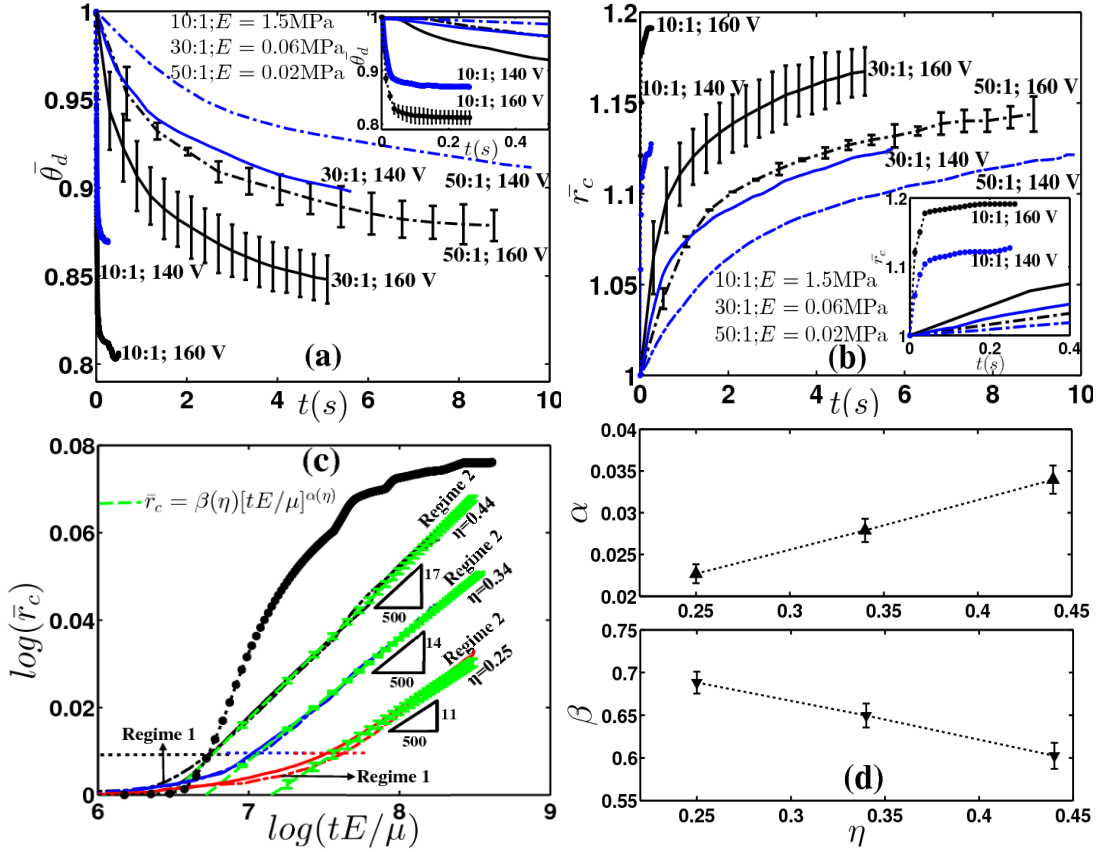 (a)
10:1;E = 1.5MPa
30:1;E = 0.06MPa
50:1;E = 0.02MPa
θ̄_d
1
0.95
0.9
0.85
0.8
0 2 4 6 8 10
t(s)
10:1; 140 V
10:1; 160 V
30:1; 140 V
30:1; 160 V
50:1; 140 V
50:1; 160 V
θ̄_d
1
0.9
0.8
0 0.2 0.4
t(s)
10:1; 140 V
10:1; 160 V
(b)
r̄_c
1.2
1.15
1.1
1.05
1
0 2 4 6 8 10
t(s)
10:1; 160 V
10:1; 140 V
30:1; 160 V
30:1; 140 V
50:1; 160 V
50:1; 140 V
10:1;E = 1.5MPa
30:1;E = 0.06MPa
50:1;E = 0.02MPa
r̄_c
1.2
1.1
1
0 0.2 0.4
t(s)
10:1; 160 V
10:1; 140 V
(c)
log(r̄_c)
0.08
0.06
0.04
0.02
0
6 7 8 9
log(tE/μ)
r̄_c = β(η)[tE/μ]^{α(η)}
Regime 2
η=0.44
17
500
Regime 2
η=0.34
14
500
Regime 2
η=0.25
11
500
Regime 1
Regime 1
α
0.04
0.035
0.03
0.025
0.02
0.25 0.3 0.35 0.4 0.45
β
0.75
0.65
0.55
0.25 0.3 0.35 0.4 0.45
η
(d)